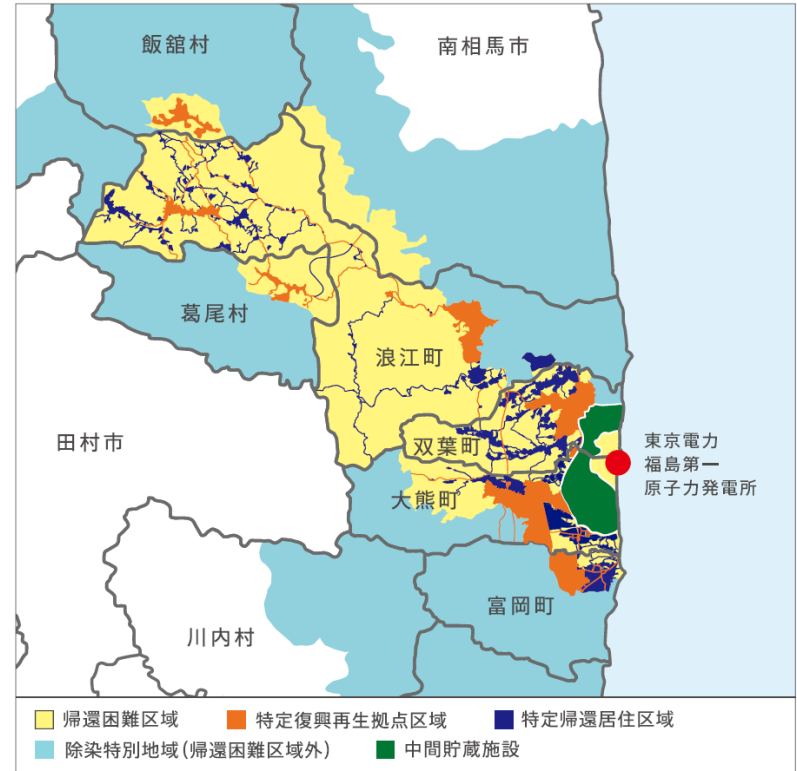 飯舘村
南相馬市
葛尾村
浪江町
田村市
双葉町
東京電力
福島第一
原子力発電所
大熊町
富岡町
川内村
帰還困難区域
特定復興再生拠点区域
特定帰還居住区域
除染特別地域(帰還困難区域外)
中間貯蔵施設